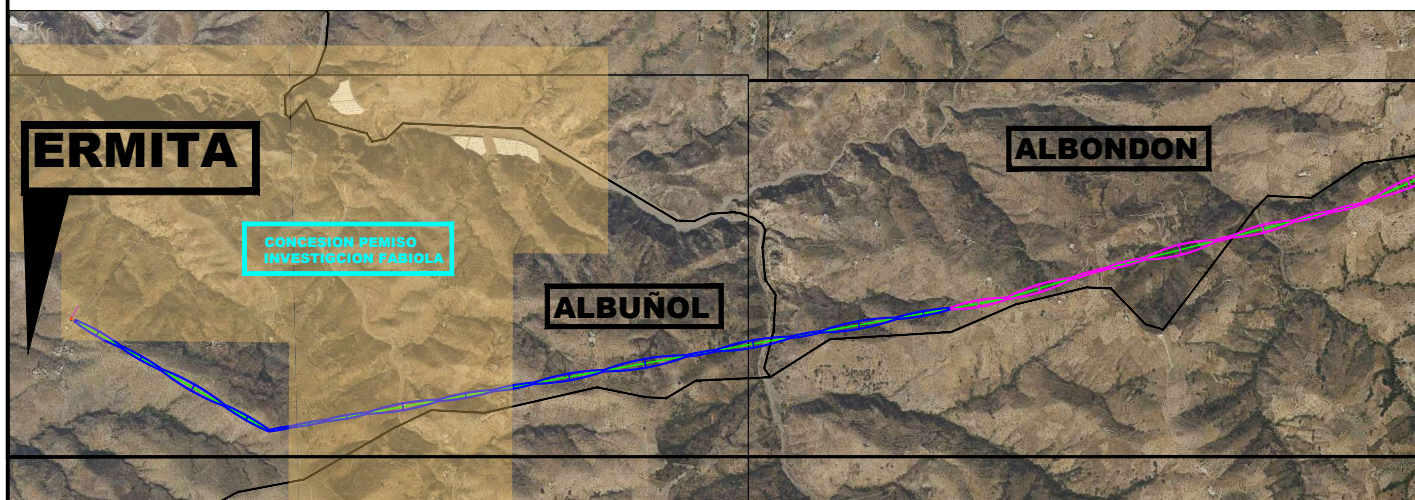 ERMITA
ALBONDON
CONCESION PEMISO
INVESTIGCION FABIOLA
ALBUÑOL